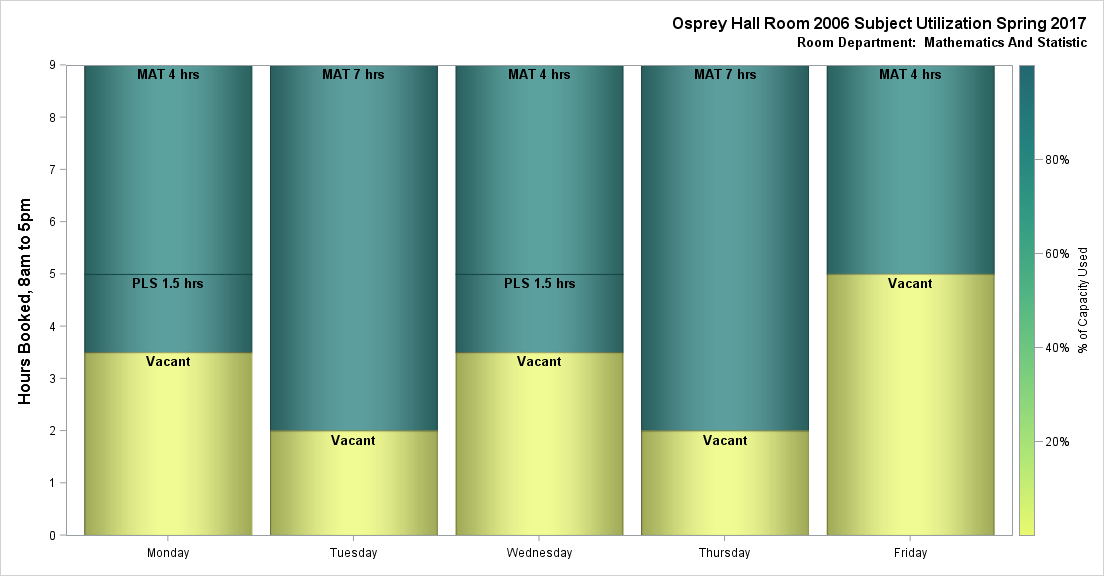 Osprey Hall Room 2006 Subject Utilization Spring 2017
Room Department:  Mathematics And Statistic
Hours Booked, 8am to 5pm
9
8
7
6
5
4
3
2
1
0
MAT 4 hrs
PLS 1.5 hrs
Vacant
MAT 7 hrs
Vacant
MAT 4 hrs
PLS 1.5 hrs
Vacant
MAT 7 hrs
Vacant
MAT 4 hrs
Vacant
Monday
Tuesday
Wednesday
Thursday
Friday
80%
60%
40%
20%
% of Capacity Used